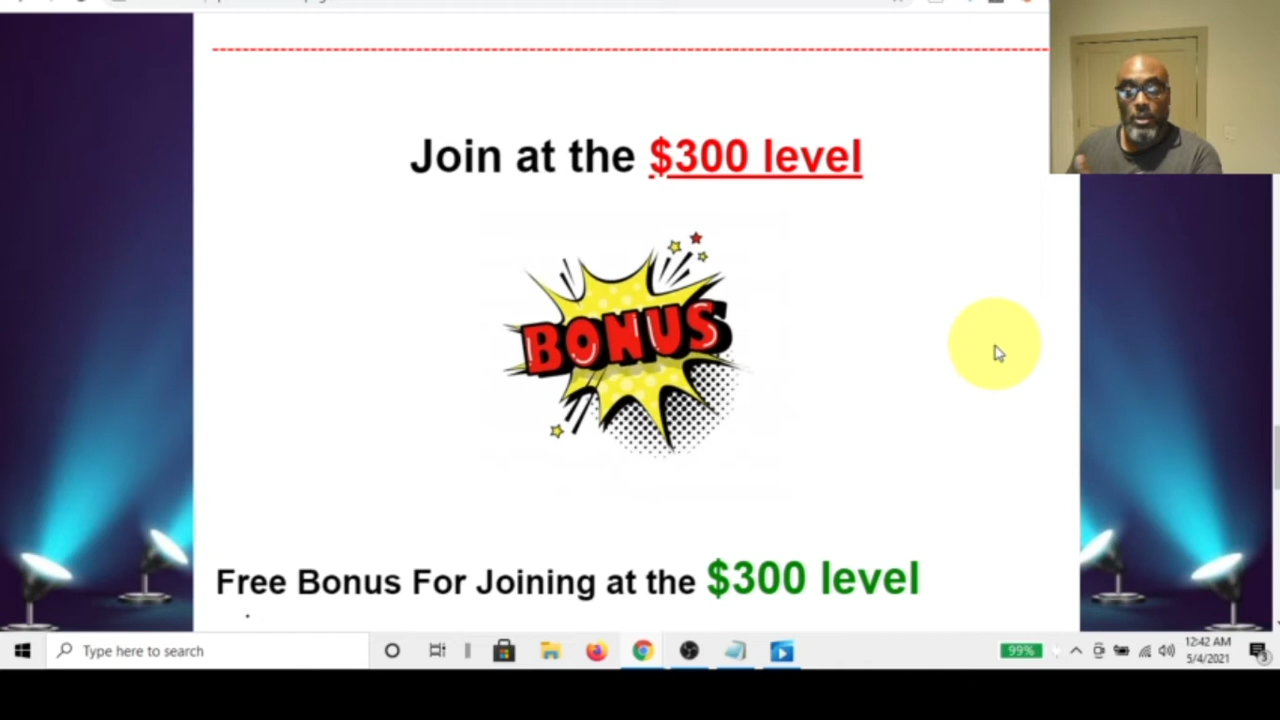 Join at the $300 level
BONUS
Free Bonus For Joining at the $300 level
Type here to search
99%
12:42 AM
5/4/2021
3